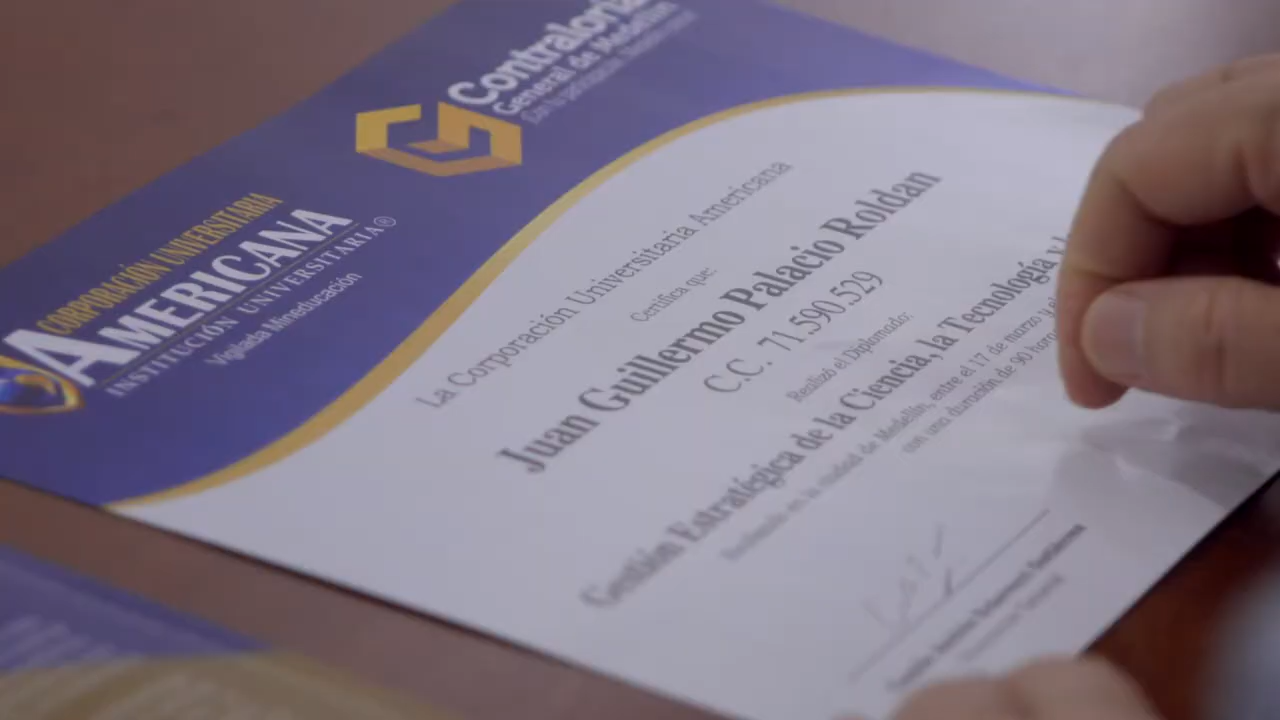 Contraloría
General de Medellín
CORPORACIÓN UNIVERSITARIA
AMERICANA
INSTITUCIÓN UNIVERSITARIA®
Vigilada Mineducación
La Corporación Universitaria Americana
Certifica que:
Juan Guillermo Palacio Roldan
C.C. 71.590.529
Realizó el Diplomado:
Gestión Estratégica de la Ciencia, la Tecnología y l
Realizado en la ciudad de Medellín, entre el 17 de marzo y el
con una duración de 90 horas